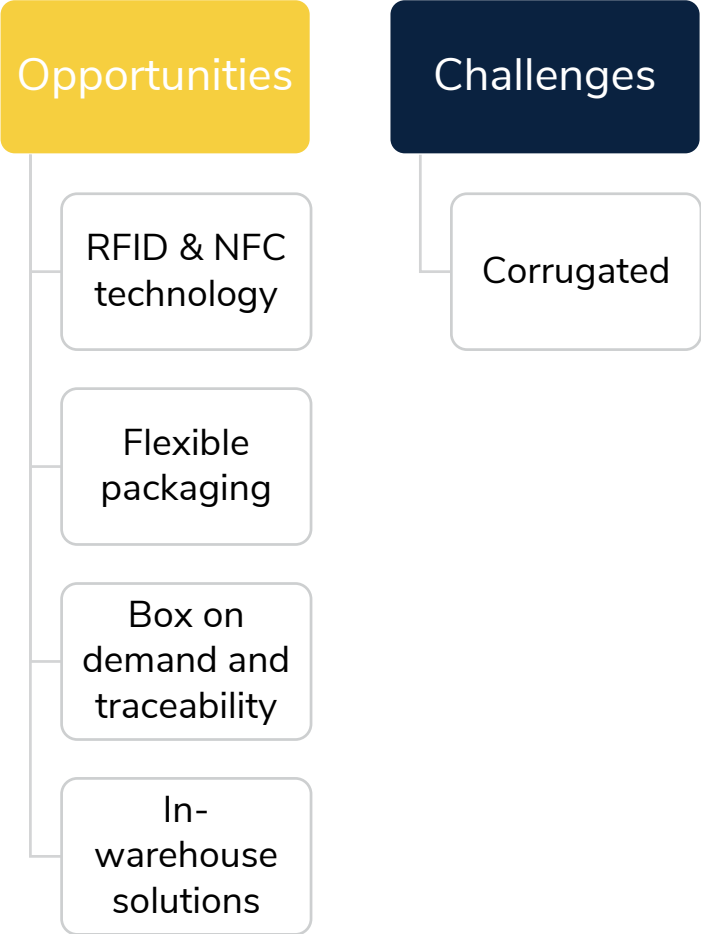 Opportunities
RFID & NFC
technology
Flexible
packaging
Box on
demand and
traceability
In-
warehouse
solutions
Challenges
Corrugated